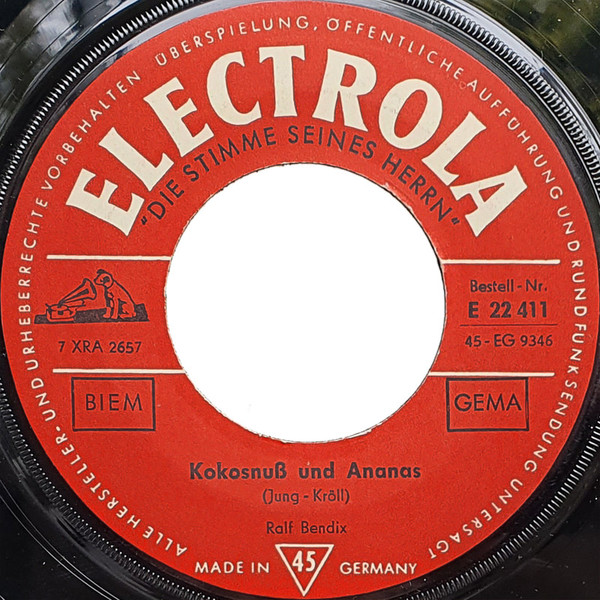 ALLE HERSTELLER- UND URHEBERRECHTE VORBEHALTEN ÜBERSPIELUNG, ÖFFENTLICHE AUFFÜHRUNG UND RUNDFUNKSENDUNG UNTERSAGT
ELECTROLA
"DIE STIMME SEINES HERRN"
Bestell-Nr.
E 22 411
7 XRA 2657
45-EG 9346
BIEM
GEMA
Kokosnuß und Ananas
(Jung-Kröll)
Ralf Bendix
MADE IN 45 GERMANY